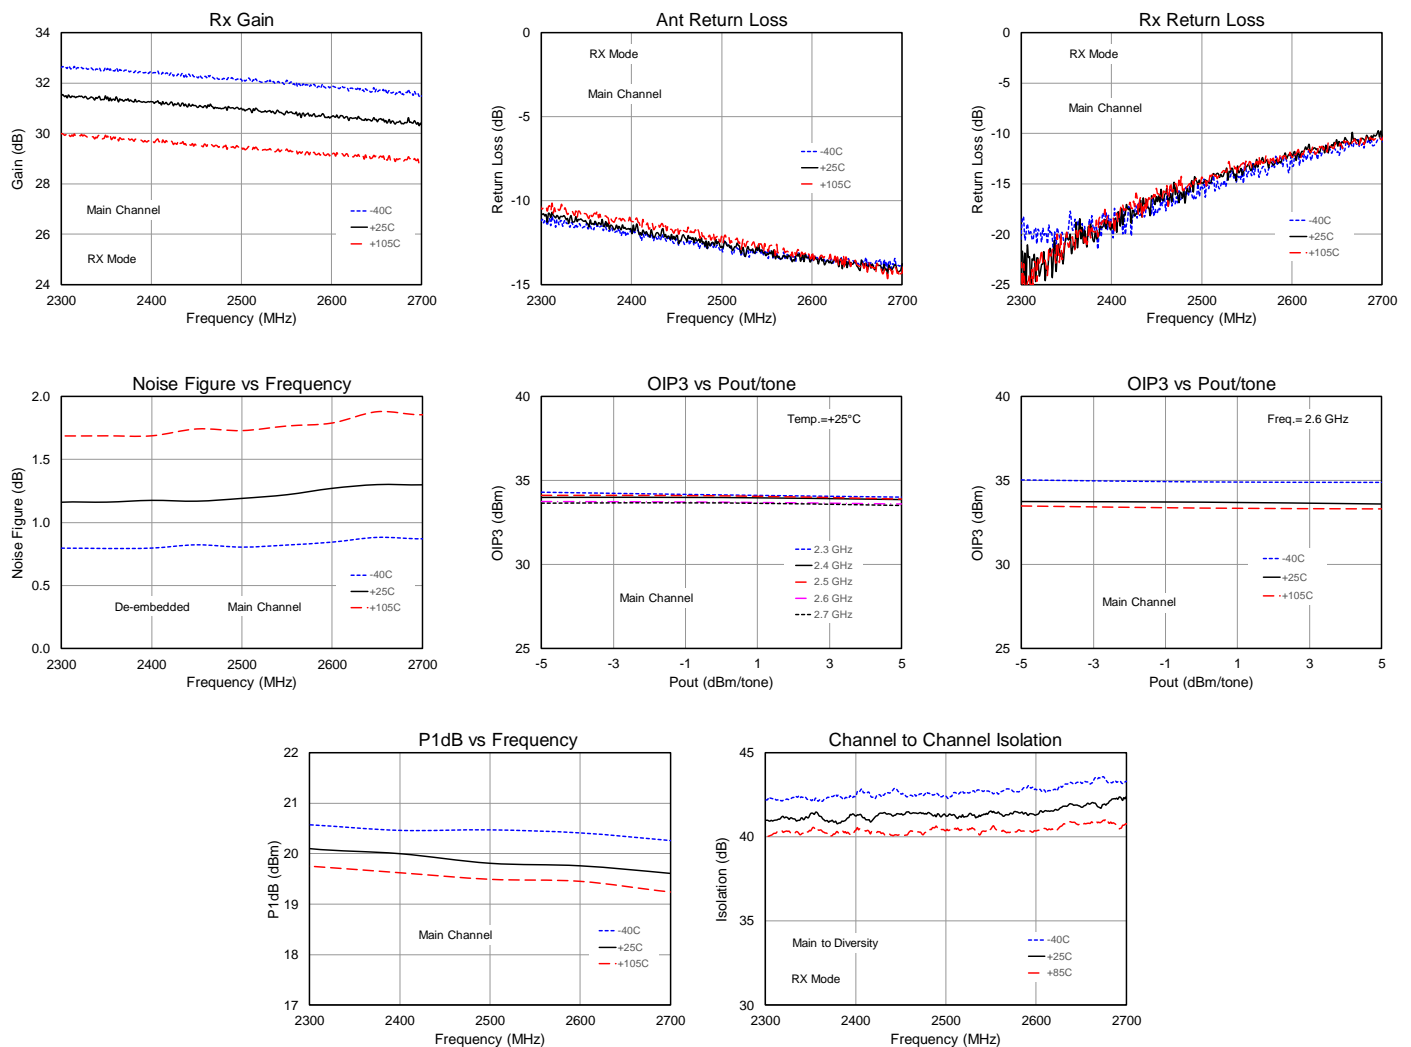 Rx Gain
34
32
30
28
26
24
Gain (dB)
Main Channel
RX Mode
-40C
+25C
+105C
2300
2400
2500
2600
2700
Frequency (MHz)
Ant Return Loss
0
-5
-10
-15
Return Loss (dB)
RX Mode
Main Channel
-40C
+25C
+105C
2300
2400
2500
2600
2700
Frequency (MHz)
Rx Return Loss
0
-5
-10
-15
-20
-25
Return Loss (dB)
RX Mode
Main Channel
-40C
+25C
+105C
2300
2400
2500
2600
2700
Frequency (MHz)
Noise Figure vs Frequency
2.0
1.5
1.0
0.5
0.0
Noise Figure (dB)
De-embedded
Main Channel
-40C
+25C
+105C
2300
2400
2500
2600
2700
Frequency (MHz)
OIP3 vs Pout/tone
40
35
30
25
OIP3 (dBm)
Temp.=+25°C
Main Channel
2.3 GHz
2.4 GHz
2.5 GHz
2.6 GHz
2.7 GHz
-5
-3
-1
1
3
5
Pout (dBm/tone)
OIP3 vs Pout/tone
40
35
30
25
OIP3 (dBm)
Freq.= 2.6 GHz
Main Channel
-40C
+25C
+105C
-5
-3
-1
1
3
5
Pout (dBm/tone)
P1dB vs Frequency
22
21
20
19
18
17
P1dB (dBm)
Main Channel
-40C
+25C
+105C
2300
2400
2500
2600
2700
Frequency (MHz)
Channel to Channel Isolation
45
40
35
30
Isolation (dB)
Main to Diversity
RX Mode
-40C
+25C
+85C
2300
2400
2500
2600
2700
Frequency (MHz)